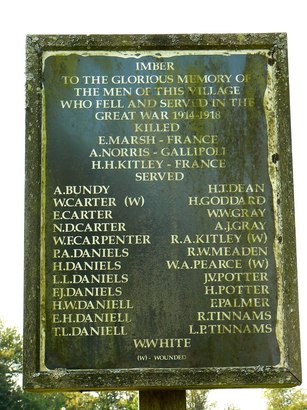 IMBER
TO THE GLORIOUS MEMORY OF
THE MEN OF THIS VILLAGE
WHO FELL AND SERVED IN THE
GREAT WAR 1914-1918
KILLED
E.MARSH - FRANCE
A.NORRIS - GALLIPOLI
H.H.KITLEY - FRANCE
SERVED
A.BUNDY H.J.DEAN
W.CARTER (W) H.GODDARD
E.CARTER W.W.GRAY
N.D.CARTER A.J.GRAY
W.F.CARPENTER R.A.KITLEY (W)
P.A.DANIELS R.W.MEADEN
H.DANIELS W.A.PEARCE (W)
L.L.DANIELS J.V.POTTER
F.J.DANIELS H.POTTER
H.W.DANIELL F.PALMER
E.H.DANIELL R.TINNAMS
T.L.DANIELL L.P.TINNAMS
W.WHITE
(W) - WOUNDED